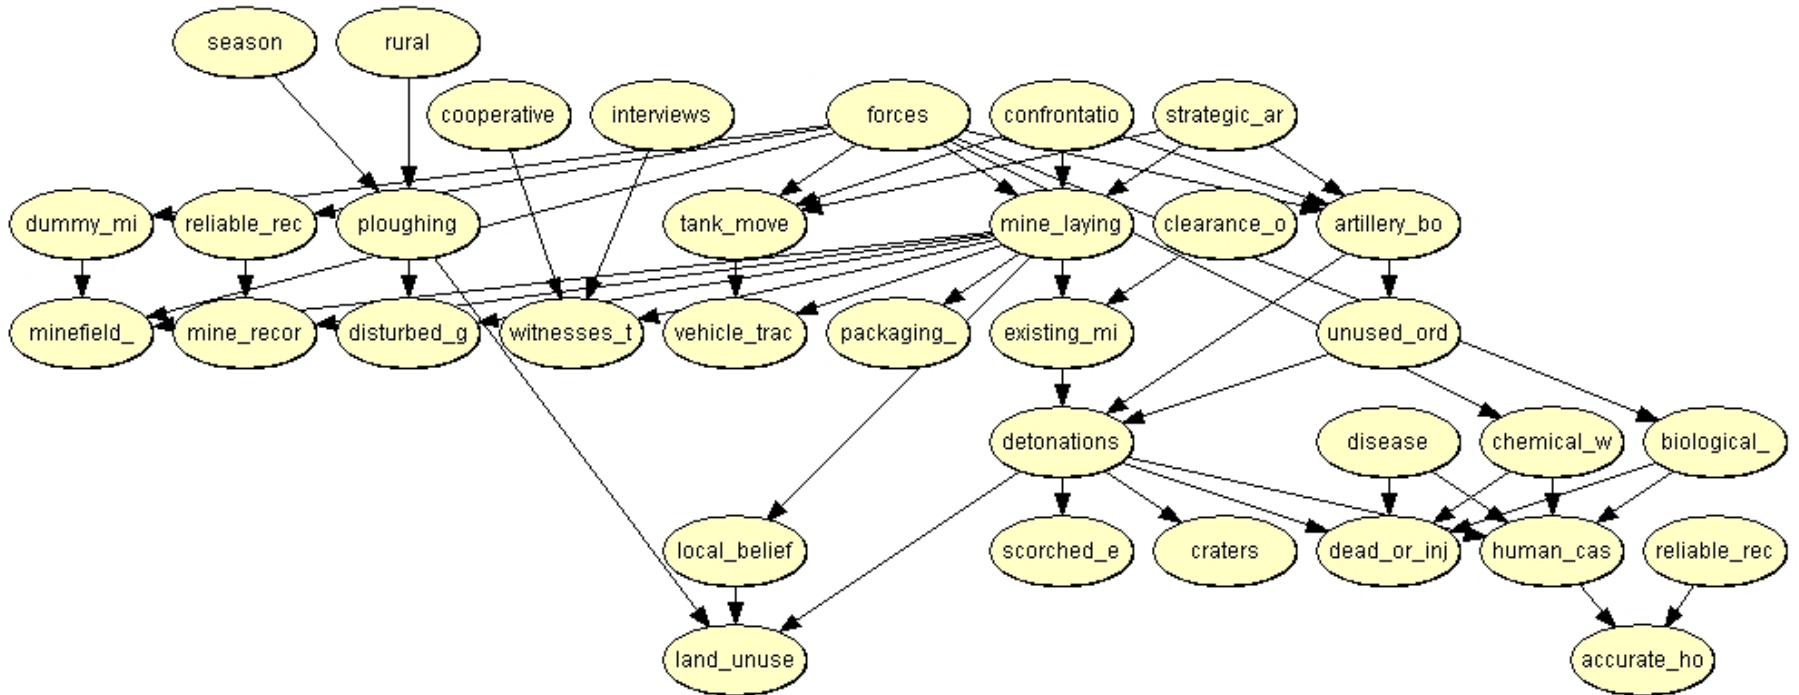 season
rural
cooperative
interviews
forces
confrontatio
strategic_ar
dummy_mi
reliable_rec
ploughing
tank_move
mine_laying
clearance_o
artillery_bo
minefield_
mine_recor
disturbed_g
witnesses_t
vehicle_trac
packaging_
existing_mi
unused_ord
detonations
disease
chemical_w
biological_
local_belief
scorched_e
craters
dead_or_inj
human_cas
reliable_rec
land_unuse
accurate_ho